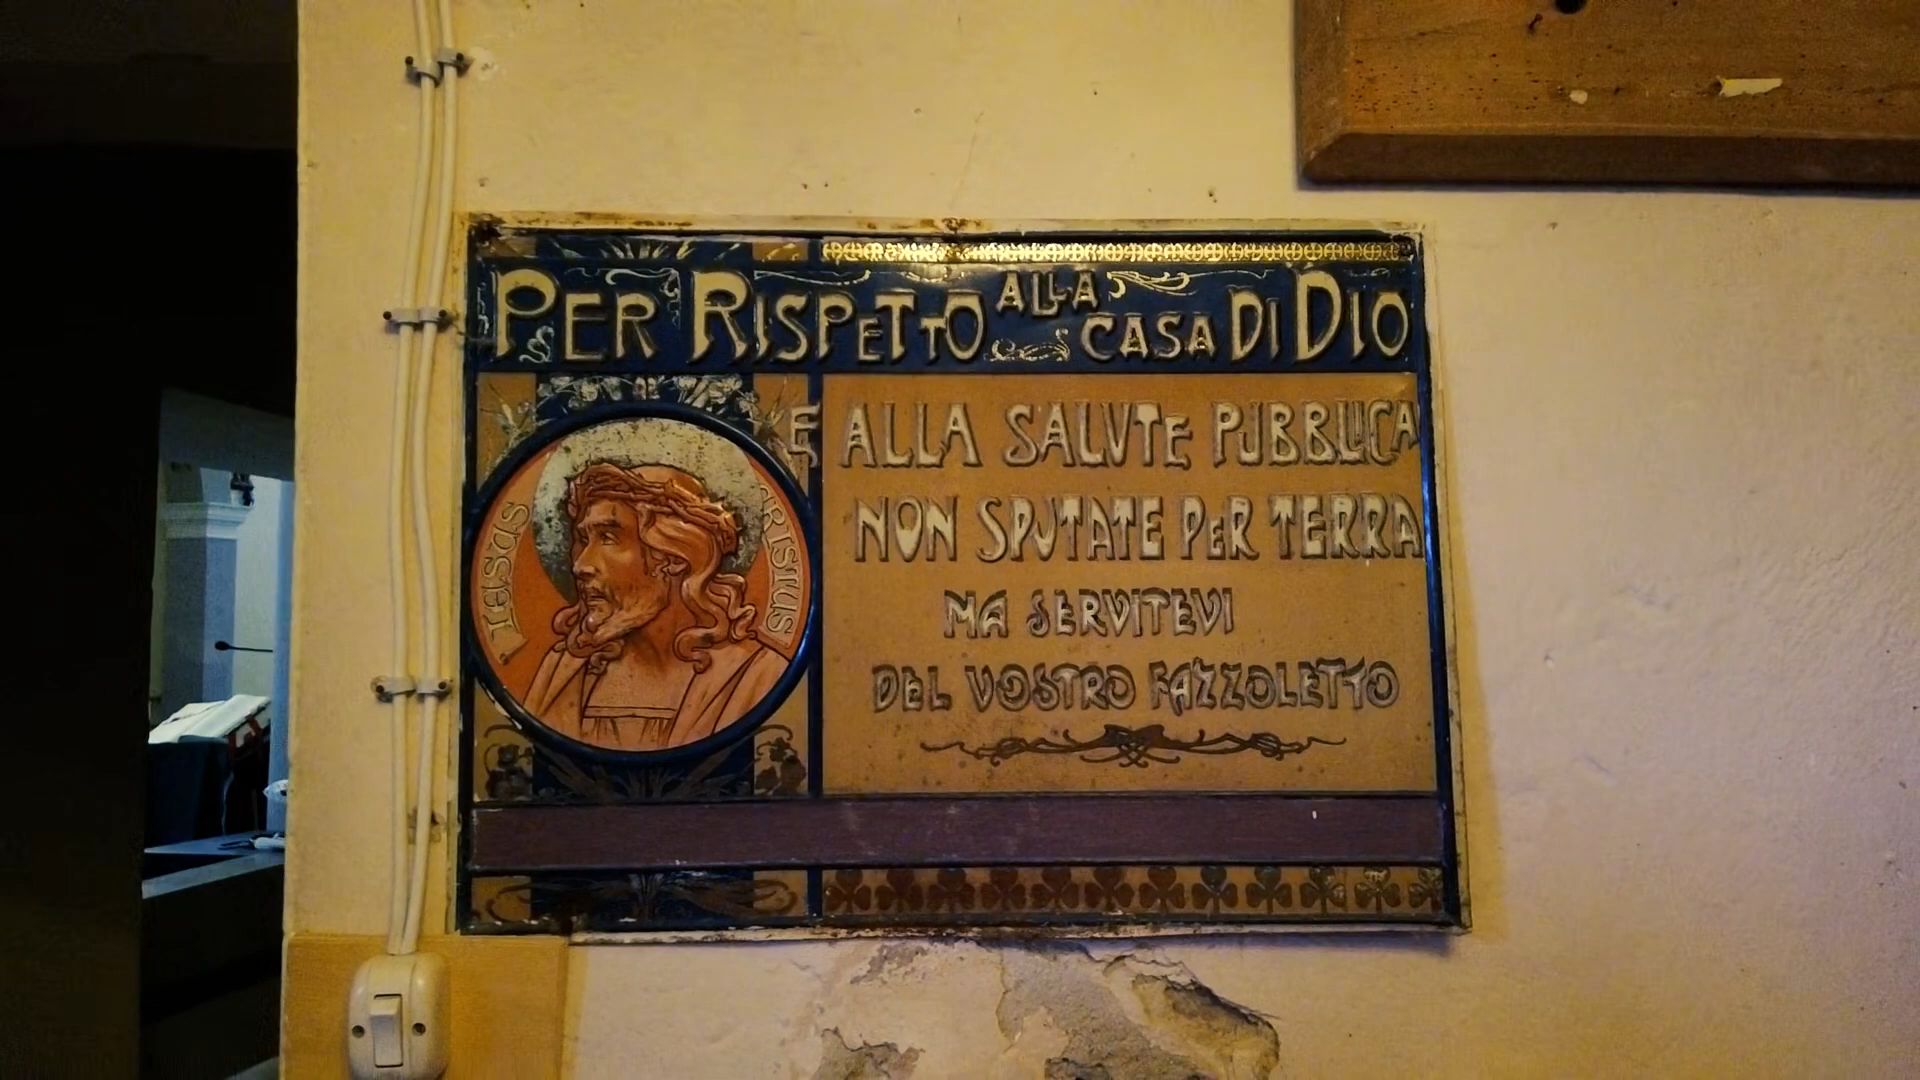 PER RISPETTO ALLA CASA DI DIO
E ALLA SALVTE PUBBLICA
NON SPUTATE PER TERRA
MA SERVITEVI
DEL VOSTRO FAZZOLETTO
IESUS CRISTUS